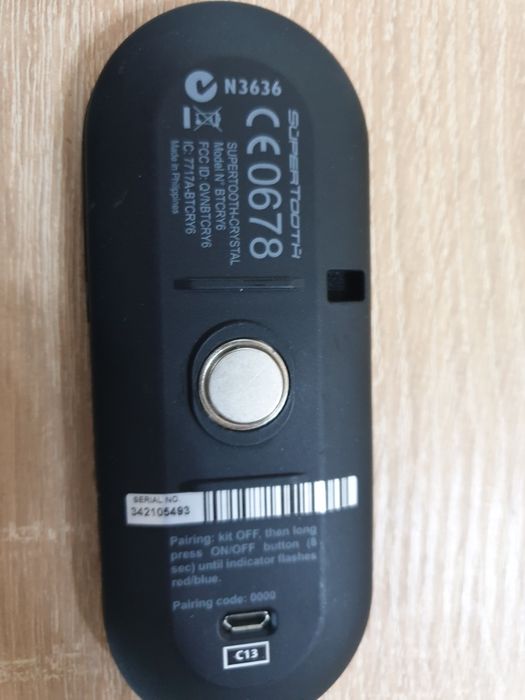 N3636
SUPERTOOTH
CE0678
SUPERTOOTH-CRYSTAL
Model N° BTCRY6
FCC ID: QVNBTCRY6
IC: 7717A-BTCRY6
Made in Philippines
SERIAL NO.
342105493
Pairing: kit OFF, then long
press ON/OFF button (8
sec) until indicator flashes
red/blue.
Pairing code: 0000
C13